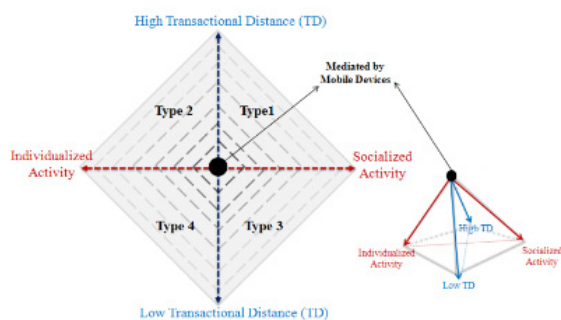 High Transactional Distance (TD)
Mediated by
Mobile Devices
Type 2
Type1
Individualized
Activity
Socialized
Activity
Type 4
Type 3
Low Transactional Distance (TD)
High TD
Individualized
Activity
Socialized
Activity
Low TD